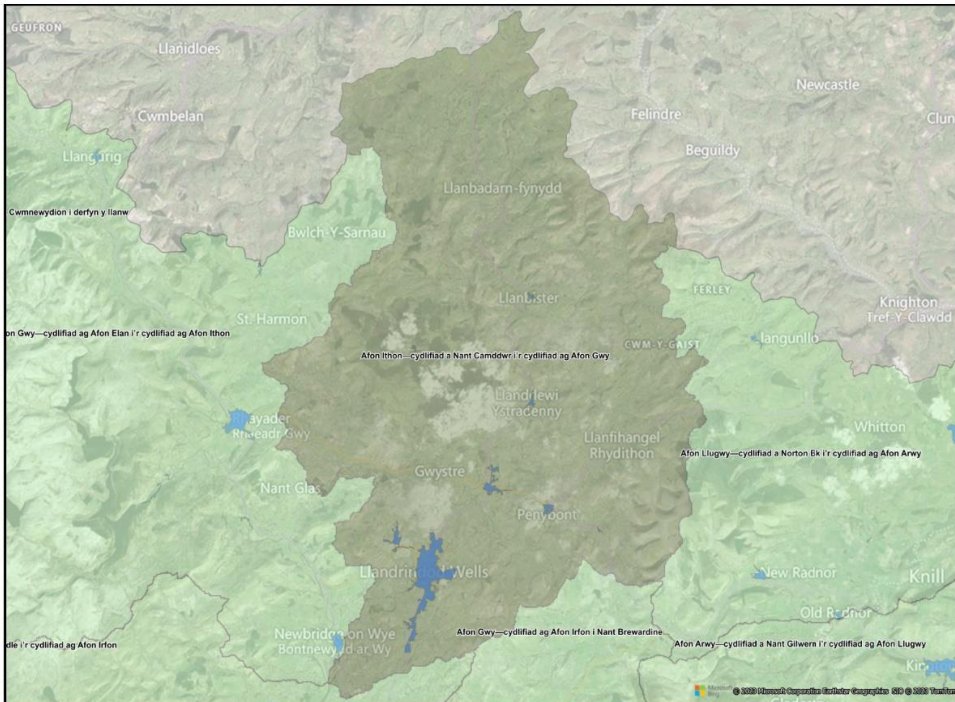 GEUFRON
Llanidloes
Newcastle
Cwmbelan
Felindre
Clun
Beguildy
Llangurig
Llanbadarn-fynydd
Cwmnewydion i derfyn y llanw
Bwlch-Y-Sarnau
FERLEY
Llanbister
Knighton
Tref-Y-Clawdd
St. Harmon
on Gwy—cydlifiad ag Afon Elan i'r cydlifiad ag Afon Ithon
Llangunllo
CWM-Y-GAIST
Afon Ithon—cydlifiad a Nant Camddwr i'r cydlifiad ag Afon Gwy
Llanddewi
Ystradenny
Rhayader
Rhaeadr Gwy
Whitton
Llanfihangel
Rhydithon
Afon Llugwy—cydlifiad a Norton Bk i'r cydlifiad ag Afon Arwy
Gwystre
Nant Glas
Penybont
Llandrindod Wells
New Radnor
Knill
Old Radnor
Newbridge on Wye
Bontnewydd ar Wy
Afon Gwy—cydlifiad ag Afon Irfon i Nant Brewardine
dle i'r cydlifiad ag Afon Irfon
Afon Arwy—cydlifiad a Nant Gilwern i'r cydlifiad ag Afon Llugwy
Microsoft
Bing
© 2023 Microsoft Corporation Earthstar Geographics SIO © 2023 TomTom